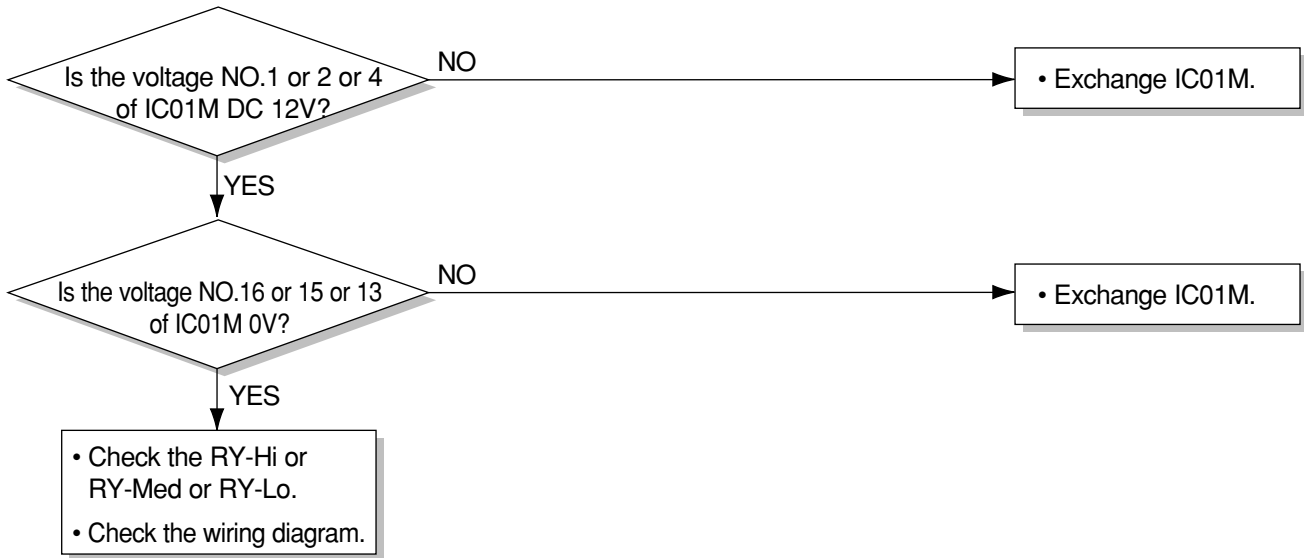 Is the voltage NO.1 or 2 or 4
of IC01M DC 12V?
NO
• Exchange IC01M.
YES
Is the voltage NO.16 or 15 or 13
of IC01M 0V?
NO
• Exchange IC01M.
YES
• Check the RY-Hi or
RY-Med or RY-Lo.
• Check the wiring diagram.